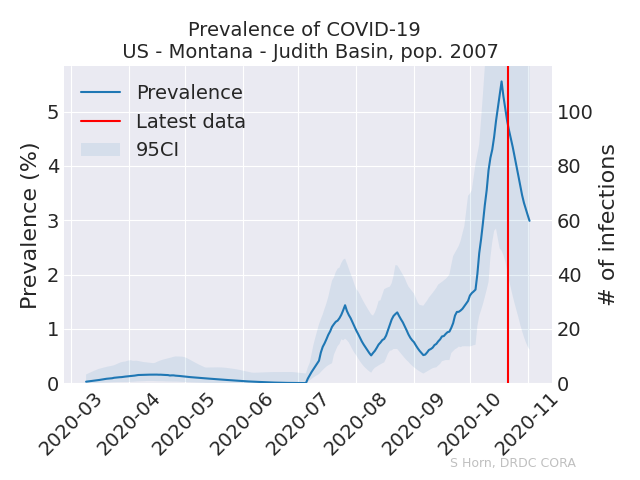 Prevalence of COVID-19
US - Montana - Judith Basin, pop. 2007
Prevalence
Latest data
95CI
Prevalence (%)
5
4
3
2
1
0
# of infections
100
80
60
40
20
0
2020-03
2020-04
2020-05
2020-06
2020-07
2020-08
2020-09
2020-10
2020-11
S Horn, DRDC CORA